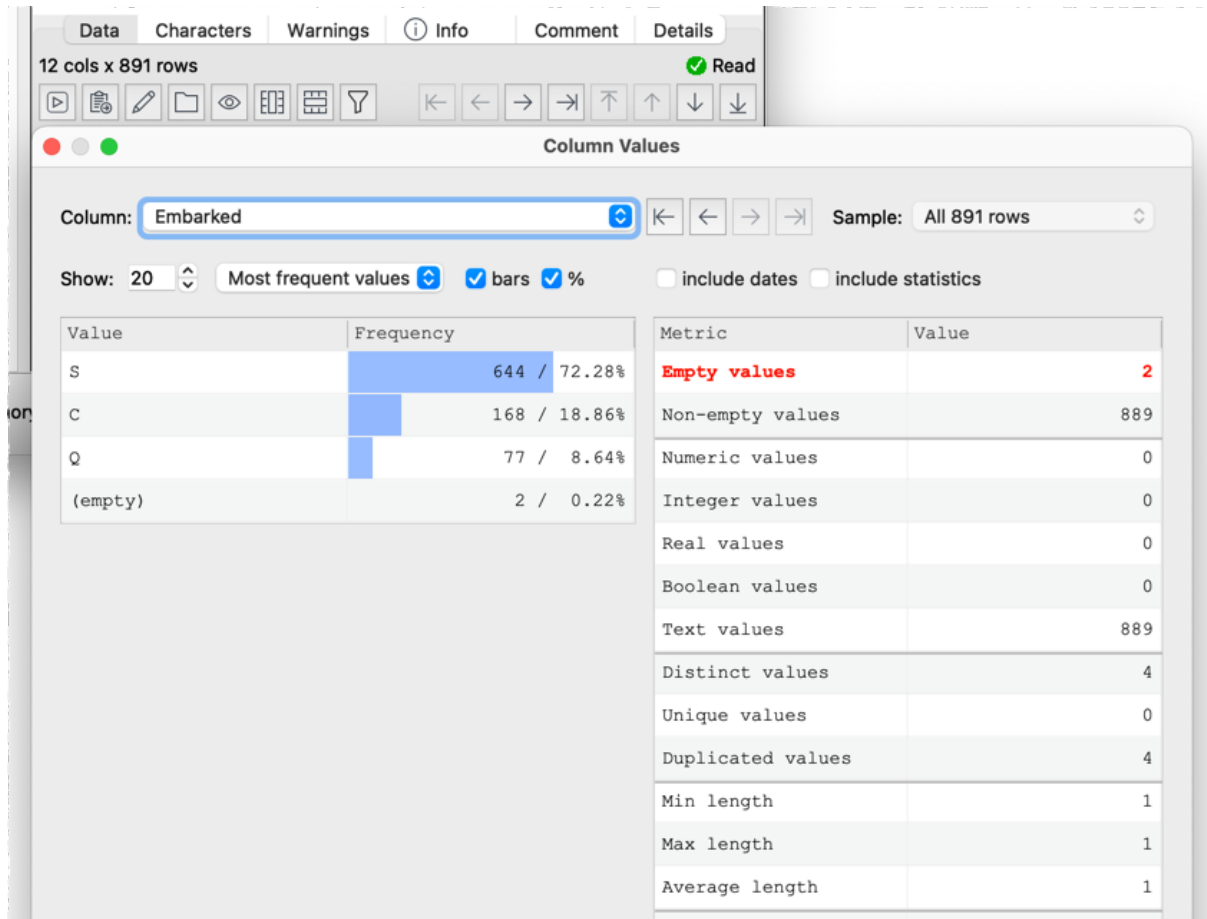 Data Characters Warnings Info Comment Details
12 cols x 891 rows Read
Column Values
Column: Embarked Sample: All 891 rows
Show: 20 Most frequent values bars % include dates include statistics
Value Frequency
S 644 / 72.28%
C 168 / 18.86%
Q 77 / 8.64%
(empty) 2 / 0.22%
Metric Value
Empty values 2
Non-empty values 889
Numeric values 0
Integer values 0
Real values 0
Boolean values 0
Text values 889
Distinct values 4
Unique values 0
Duplicated values 4
Min length 1
Max length 1
Average length 1